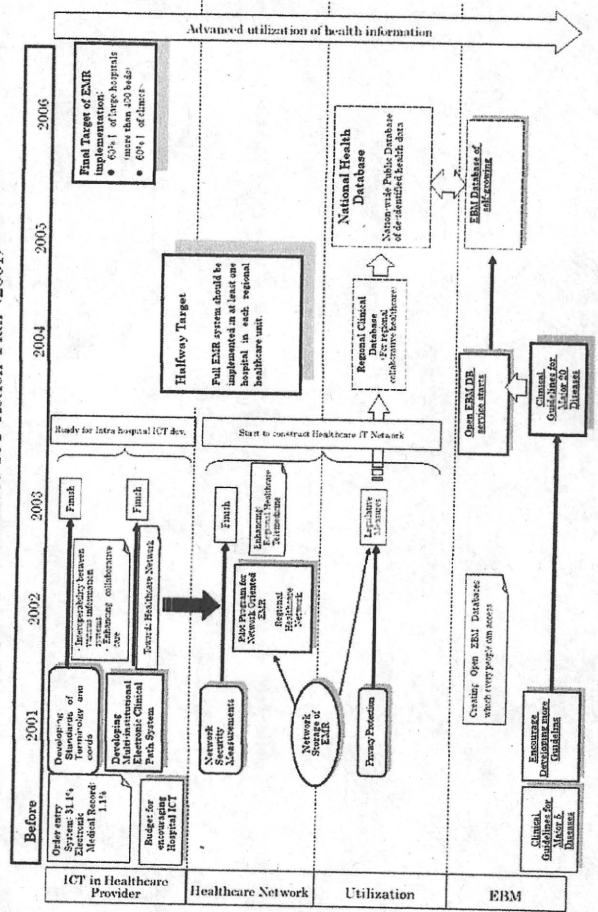 Before
2001
2002
2003
2004
2005
2006
Advanced utilization of health information
ICT in Healthcare
Provider
Order entry
System: 31.1%
Electronic
Medical Record:
1.1%
Budget for
encouraging
Hospital ICT
Developing
Standards of
Terminology and
Developing
Multi-institutional
Electronic Clinical
Path System
· Interoperability between
various information
systems
· Enhancing collaborative
care
Toward: Healthcare Network
Finish
Finish
Ready for Intra hospital ICT dev.
Final Target of EMR
implementation:
● 60% ↑ of large hospitals
(more than 400 beds)
● 60% ↑ of clinics
Halfway Target
Full EMR system should be
implemented in at least one
hospital in each regional
healthcare unit.
Healthcare Network
Network
Security
Measurements
Finish
Pilot Program for
Network Oriented
EMR
Regional Healthcare
Network
Enhancing:
Regional Healthcare
Telemedicine
Start to construct Healthcare IT Network
Network
Storage of
EMR
Utilization
Privacy Protection
Legislative
Measures
Regional Clinical
Database
(For regional
collaborative healthcare)
National Health
Database
Nation-wide Public Database
of de-identified health data
EBM
Clinical
Guidelines for
Major 5
Diseases
Encourage
Developing more
Guideline
Creating Open EBM Databases
which every people can access
Clinical
Guidelines for
Major 20
Diseases
Open EBM DB
service starts
EBM Database of
self-growing